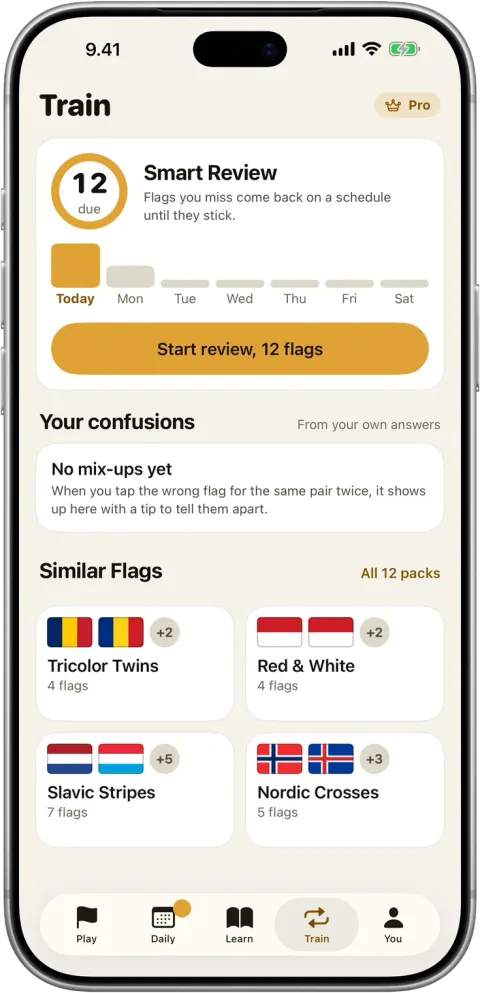 9.41
Train
Pro
12
due
Smart Review
Flags you miss come back on a schedule
until they stick.
Today Mon Tue Wed Thu Fri Sat
Start review, 12 flags
Your confusions
From your own answers
No mix-ups yet
When you tap the wrong flag for the same pair twice, it shows
up here with a tip to tell them apart.
Similar Flags
All 12 packs
+2
Tricolor Twins
4 flags
+2
Red & White
4 flags
+5
Slavic Stripes
7 flags
+3
Nordic Crosses
5 flags
Play Daily Learn Train You